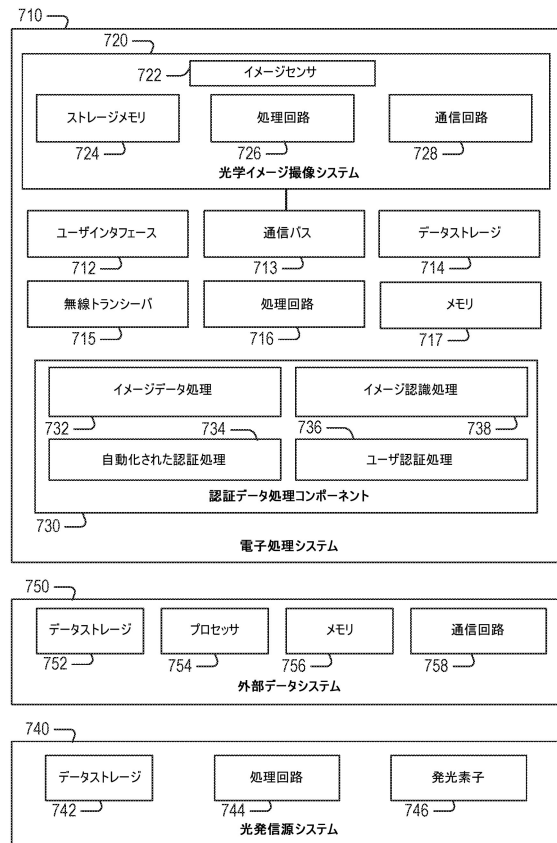 710
720
722
イメージセンサ
ストレージメモリ
処理回路
通信回路
724
726
728
光学イメージ撮像システム
ユーザインタフェース
通信バス
データストレージ
712
713
714
無線トランシーバ
処理回路
メモリ
715
716
717
イメージデータ処理
イメージ認識処理
732
734
736
738
自動化された認証処理
ユーザ認証処理
認証データ処理コンポーネント
730
電子処理システム
750
データストレージ
プロセッサ
メモリ
通信回路
752
754
756
758
外部データシステム
740
データストレージ
処理回路
発光素子
742
744
746
光発信源システム